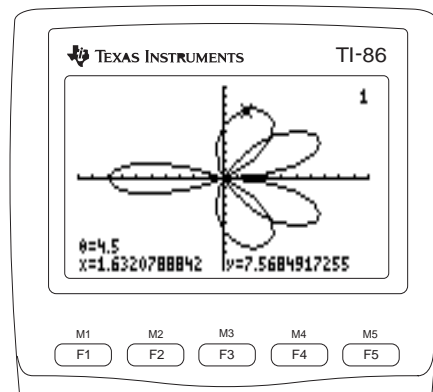 TEXAS INSTRUMENTS TI-86
1
θ=4.5
x=1.6320788842 y=7.5684917255
M1 M2 M3 M4 M5
F1 F2 F3 F4 F5